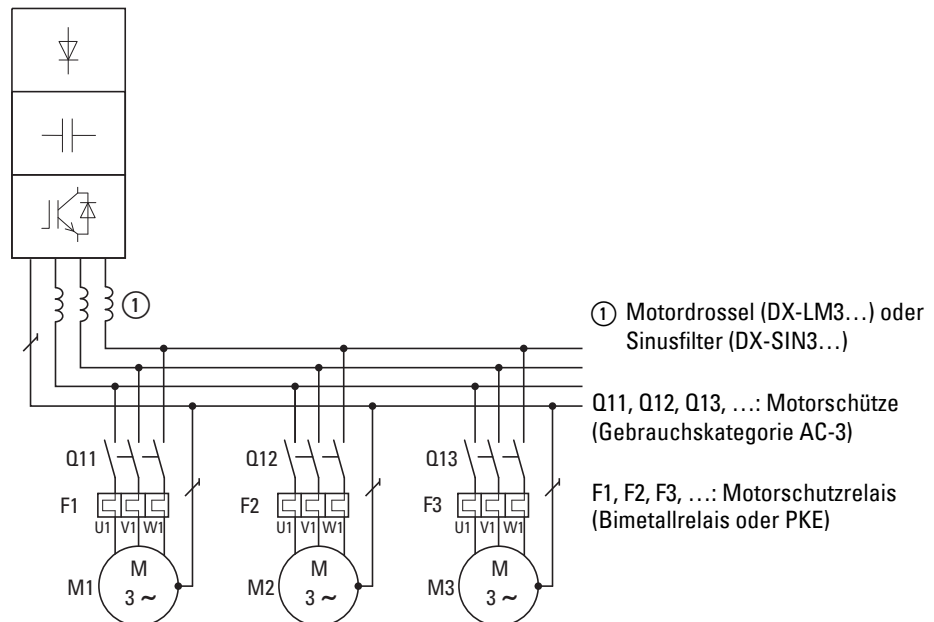 ①
① Motordrossel (DX-LM3…) oder
Sinusfilter (DX-SIN3…)
Q11, Q12, Q13, …: Motorschütze
(Gebrauchskategorie AC-3)
Q11
Q12
Q13
F1, F2, F3, …: Motorschutzrelais
(Bimetallrelais oder PKE)
F1
F2
F3
U1 V1 W1
U1 V1 W1
U1 V1 W1
M1
M
3 ~
M2
M
3 ~
M3
M
3 ~